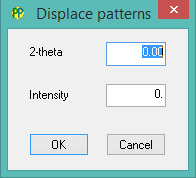 Displace patterns
2-theta 0.00
Intensity 0.
OK Cancel